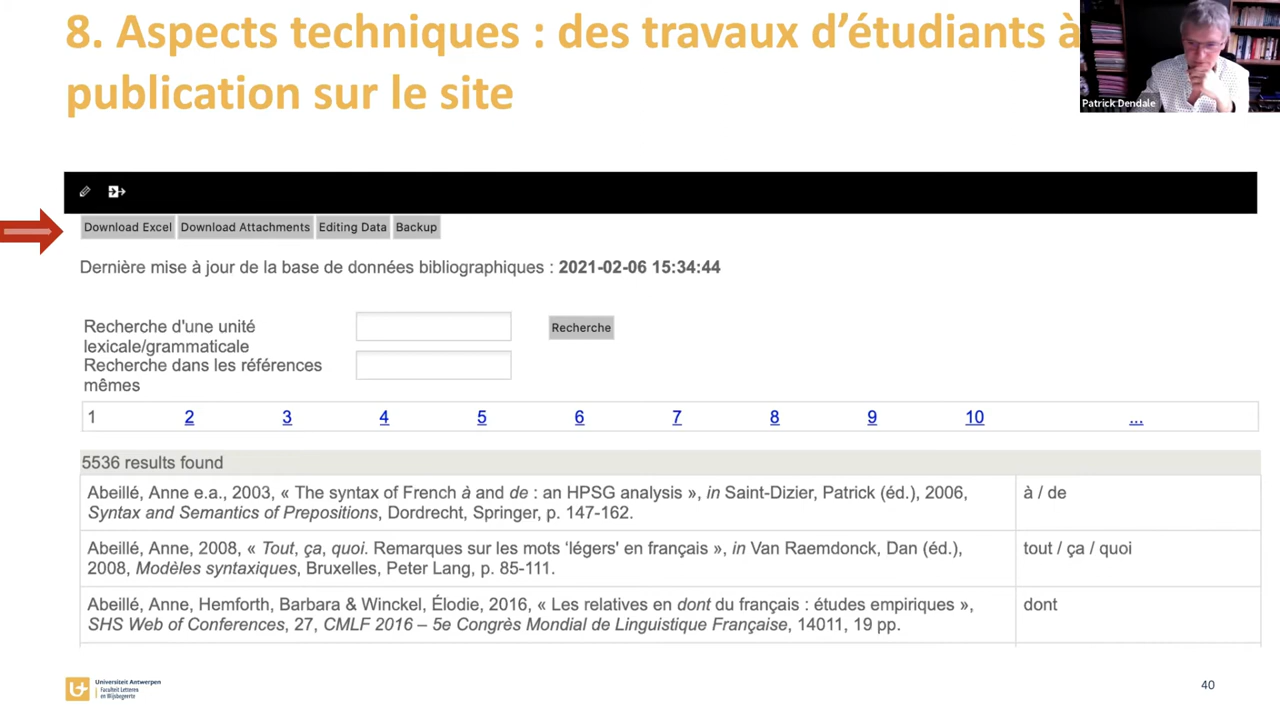 8. Aspects techniques : des travaux d’étudiants à
publication sur le site
Patrick Dendale
Download Excel Download Attachments Editing Data Backup
Dernière mise à jour de la base de données bibliographiques : 2021-02-06 15:34:44
Recherche d'une unité
lexicale/grammaticale
Recherche
Recherche dans les références
mêmes
1 2 3 4 5 6 7 8 9 10 ...
5536 results found
Abeillé, Anne e.a., 2003, « The syntax of French à and de : an HPSG analysis », in Saint-Dizier, Patrick (éd.), 2006,
Syntax and Semantics of Prepositions, Dordrecht, Springer, p. 147-162.
à / de
Abeillé, Anne, 2008, « Tout, ça, quoi. Remarques sur les mots ‘légers' en français », in Van Raemdonck, Dan (éd.),
2008, Modèles syntaxiques, Bruxelles, Peter Lang, p. 85-111.
tout / ça / quoi
Abeillé, Anne, Hemforth, Barbara & Winckel, Élodie, 2016, « Les relatives en dont du français : études empiriques »,
SHS Web of Conferences, 27, CMLF 2016 – 5e Congrès Mondial de Linguistique Française, 14011, 19 pp.
dont
Universiteit Antwerpen
Faculteit Letteren
en Wijsbegeerte
40